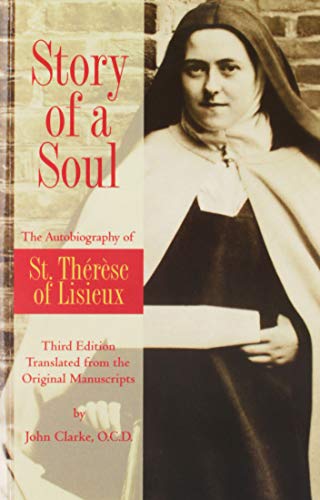 Story
of a
Soul
The Autobiography of
St. Thérèse
of Lisieux
Third Edition
Translated from the
Original Manuscripts
by
John Clarke, O.C.D.